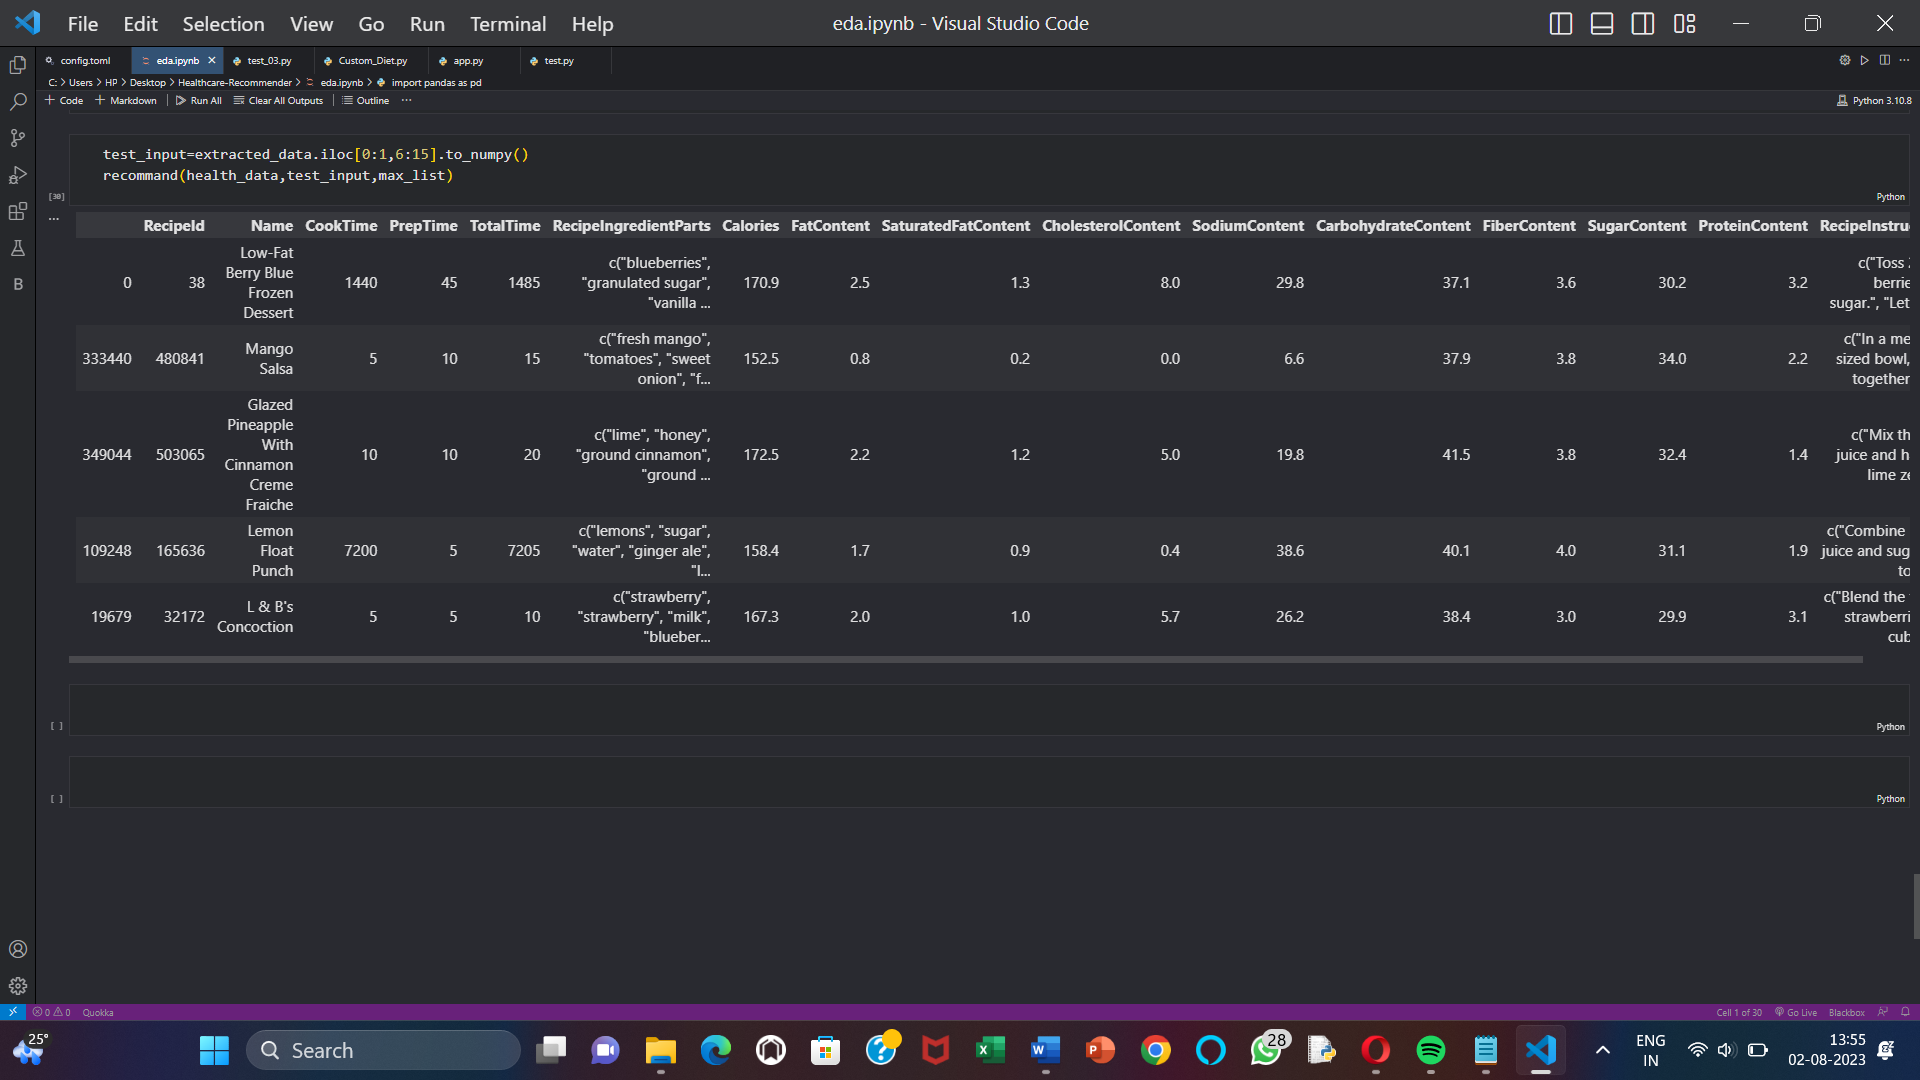 File Edit Selection View Go Run Terminal Help eda.ipynb - Visual Studio Code
config.toml eda.ipynb test_03.py Custom_Diet.py app.py test.py
C: > Users > HP > Desktop > Healthcare-Recommender > eda.ipynb > import pandas as pd
+ Code + Markdown Run All Clear All Outputs Outline ... Python 3.10.8
test_input=extracted_data.iloc[0:1,6:15].to_numpy()
recommand(health_data,test_input,max_list)
[30] Python
...
RecipeId Name CookTime PrepTime TotalTime RecipeIngredientParts Calories FatContent SaturatedFatContent CholesterolContent SodiumContent CarbohydrateContent FiberContent SugarContent ProteinContent RecipeInstru
Low-Fat
Berry Blue c("blueberries", c("Toss
0 38 Frozen 1440 45 1485 "granulated sugar", 170.9 2.5 1.3 8.0 29.8 37.1 3.6 30.2 3.2 berrie
Dessert "vanilla ... sugar.", "Let
Mango c("fresh mango", c("In a me
333440 480841 Salsa 5 10 15 "tomatoes", "sweet 152.5 0.8 0.2 0.0 6.6 37.9 3.8 34.0 2.2 sized bowl,
onion", "f... together
Glazed
Pineapple c("lime", "honey", c("Mix th
349044 503065 With 10 10 20 "ground cinnamon", 172.5 2.2 1.2 5.0 19.8 41.5 3.8 32.4 1.4 juice and h
Cinnamon "ground ... lime ze
Creme
Fraiche
Lemon c("lemons", "sugar", c("Combine
109248 165636 Float 7200 5 7205 "water", "ginger ale", 158.4 1.7 0.9 0.4 38.6 40.1 4.0 31.1 1.9 juice and sug
Punch "l... to
L & B's c("strawberry", c("Blend the
19679 32172 Concoction 5 5 10 "strawberry", "milk", 167.3 2.0 1.0 5.7 26.2 38.4 3.0 29.9 3.1 strawberri
"blueber... cub
[ ] Python
[ ] Python
B
0 0 Quokka Cell 1 of 30 Go Live Blackbox
25° Search 28 ENG 13:55
IN 02-08-2023